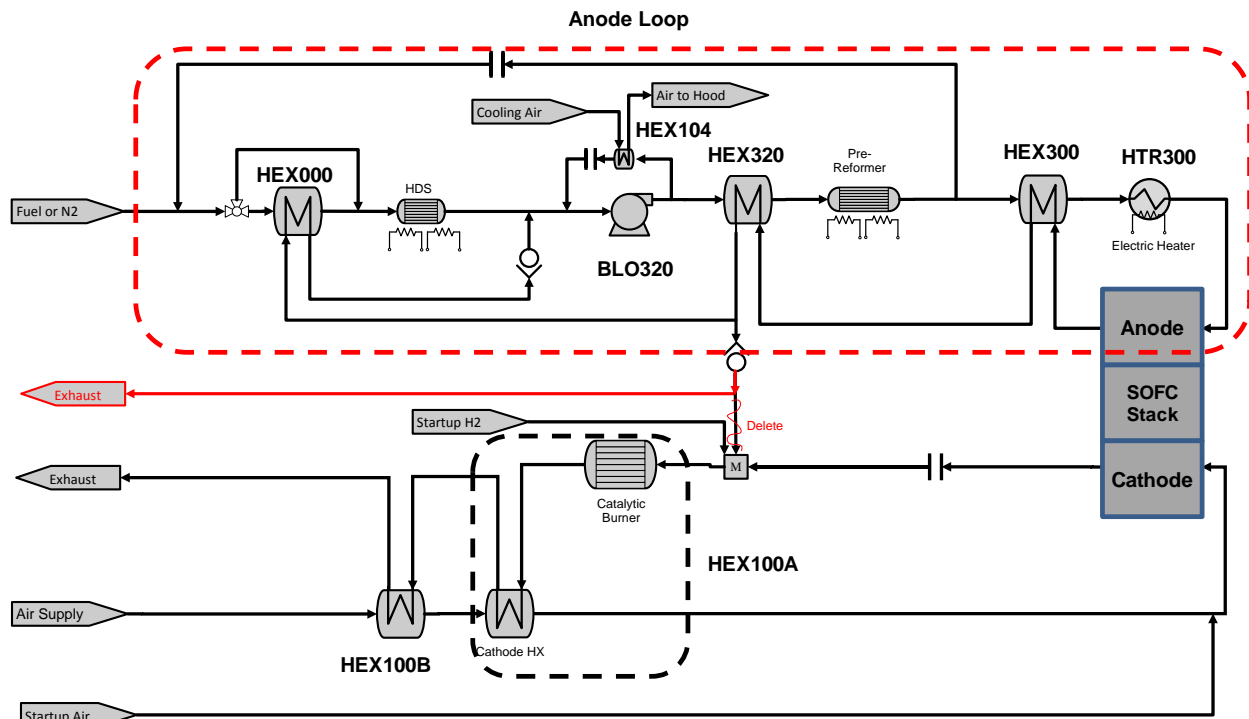 Anode Loop
Air to Hood
Cooling Air
HEX104
HEX000
HDS
HEX320
Pre-
Reformer
HEX300
HTR300
Fuel or N2
BLO320
Electric Heater
Anode
Exhaust
SOFC
Stack
Startup H2
Delete
M
Exhaust
Cathode
Catalytic
Burner
HEX100A
Air Supply
Cathode HX
HEX100B
Startup Air